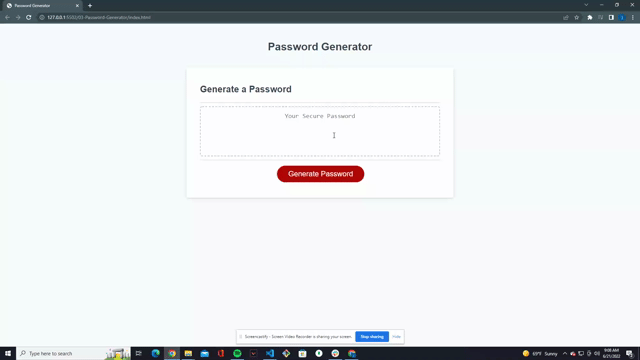 Password Generator
127.0.0.1:5502/03-Password-Generator/index.html
Password Generator
Generate a Password
Your Secure Password
Generate Password
Screencastify - Screen Video Recorder is sharing your screen.
Stop sharing
Hide
Type here to search
69°F Sunny
9:08 AM
6/21/2022